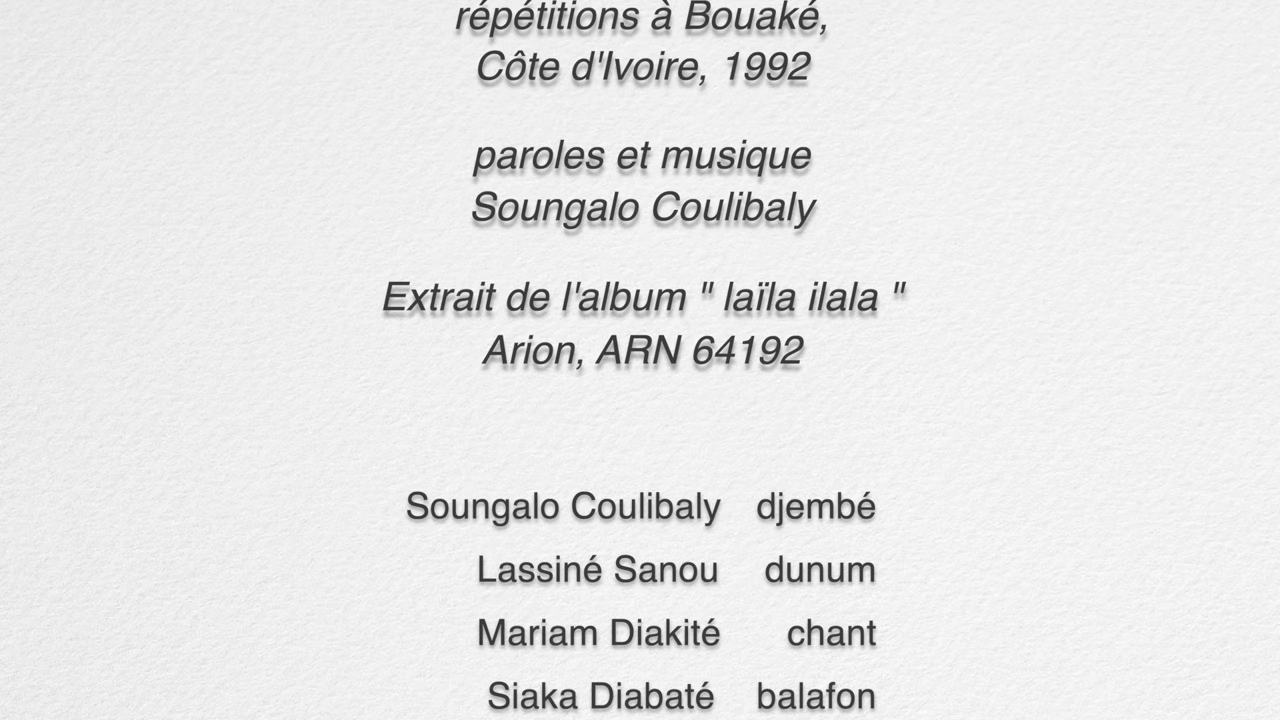 répétitions à Bouaké,
Côte d'Ivoire, 1992
paroles et musique
Soungalo Coulibaly
Extrait de l'album " laïla ilala "
Arion, ARN 64192
Soungalo Coulibaly djembé
Lassiné Sanou dunum
Mariam Diakité chant
Siaka Diabaté balafon